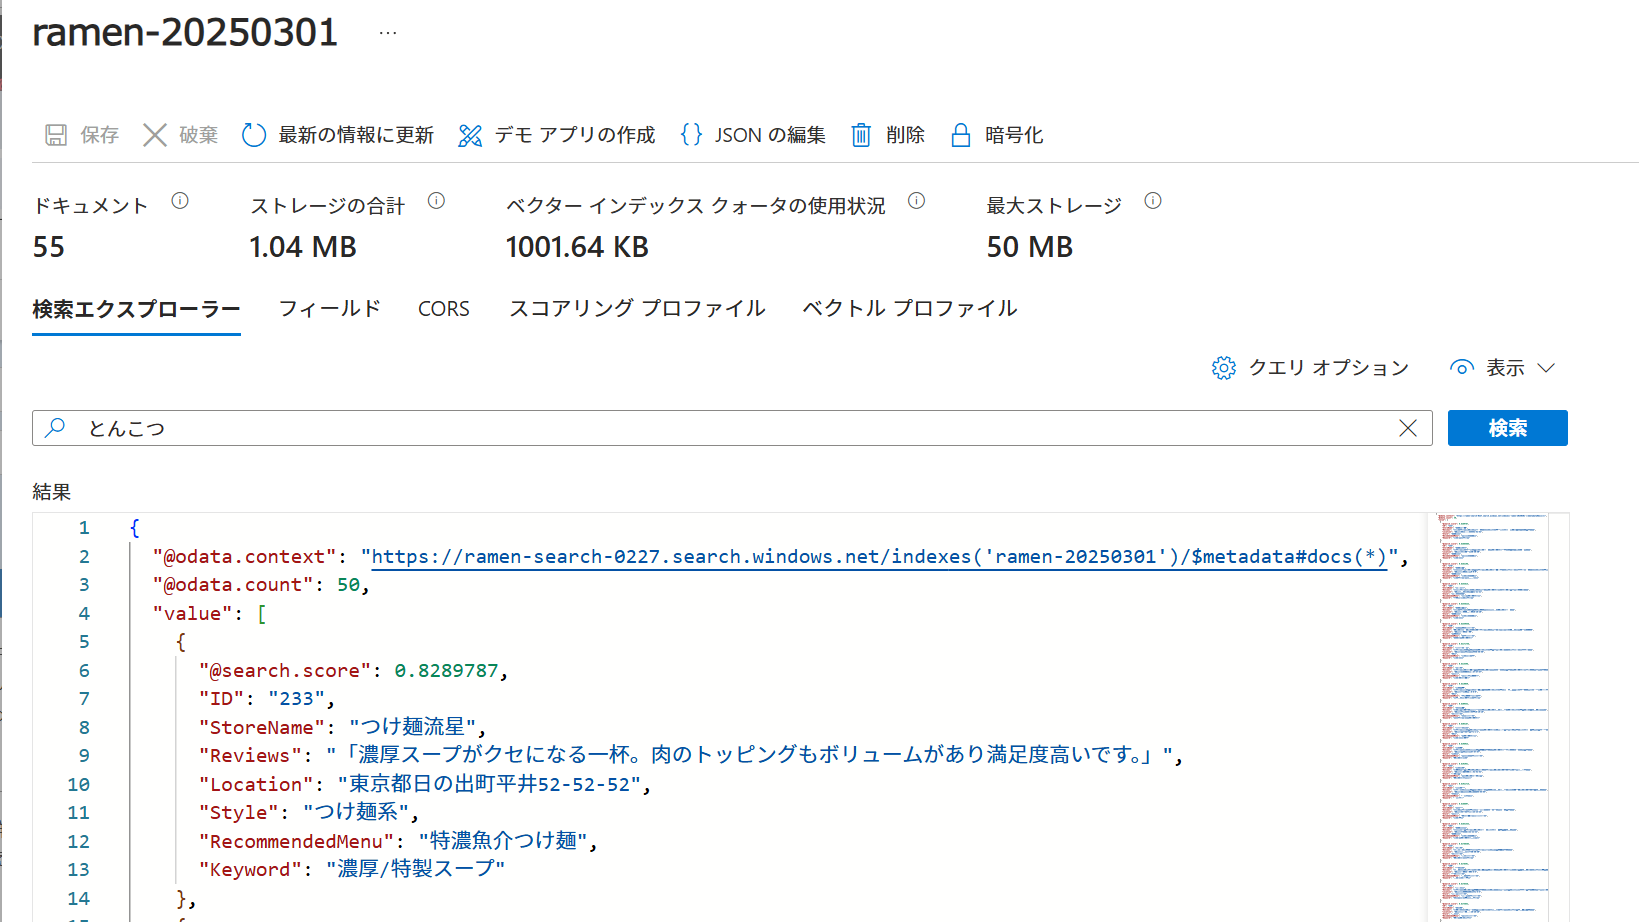 ramen-20250301 …
保存 破棄 最新の情報に更新 デモ アプリの作成 {} JSON の編集 削除 暗号化
ドキュメント ストレージの合計 ベクター インデックス クォータの使用状況 最大ストレージ
55 1.04 MB 1001.64 KB 50 MB
検索エクスプローラー フィールド CORS スコアリング プロファイル ベクトル プロファイル
クエリ オプション 表示
とんこつ 検索
結果
1 {
2 "@odata.context": "https://ramen-search-0227.search.windows.net/indexes('ramen-20250301')/$metadata#docs(*)",
3 "@odata.count": 50,
4 "value": [
5 {
6 "@search.score": 0.8289787,
7 "ID": "233",
8 "StoreName": "つけ麺流星",
9 "Reviews": "「濃厚スープがクセになる一杯。肉のトッピングもボリュームがあり満足度高いです。」",
10 "Location": "東京都日の出町平井52-52-52",
11 "Style": "つけ麺系",
12 "RecommendedMenu": "特濃魚介つけ麺",
13 "Keyword": "濃厚/特製スープ"
14 },